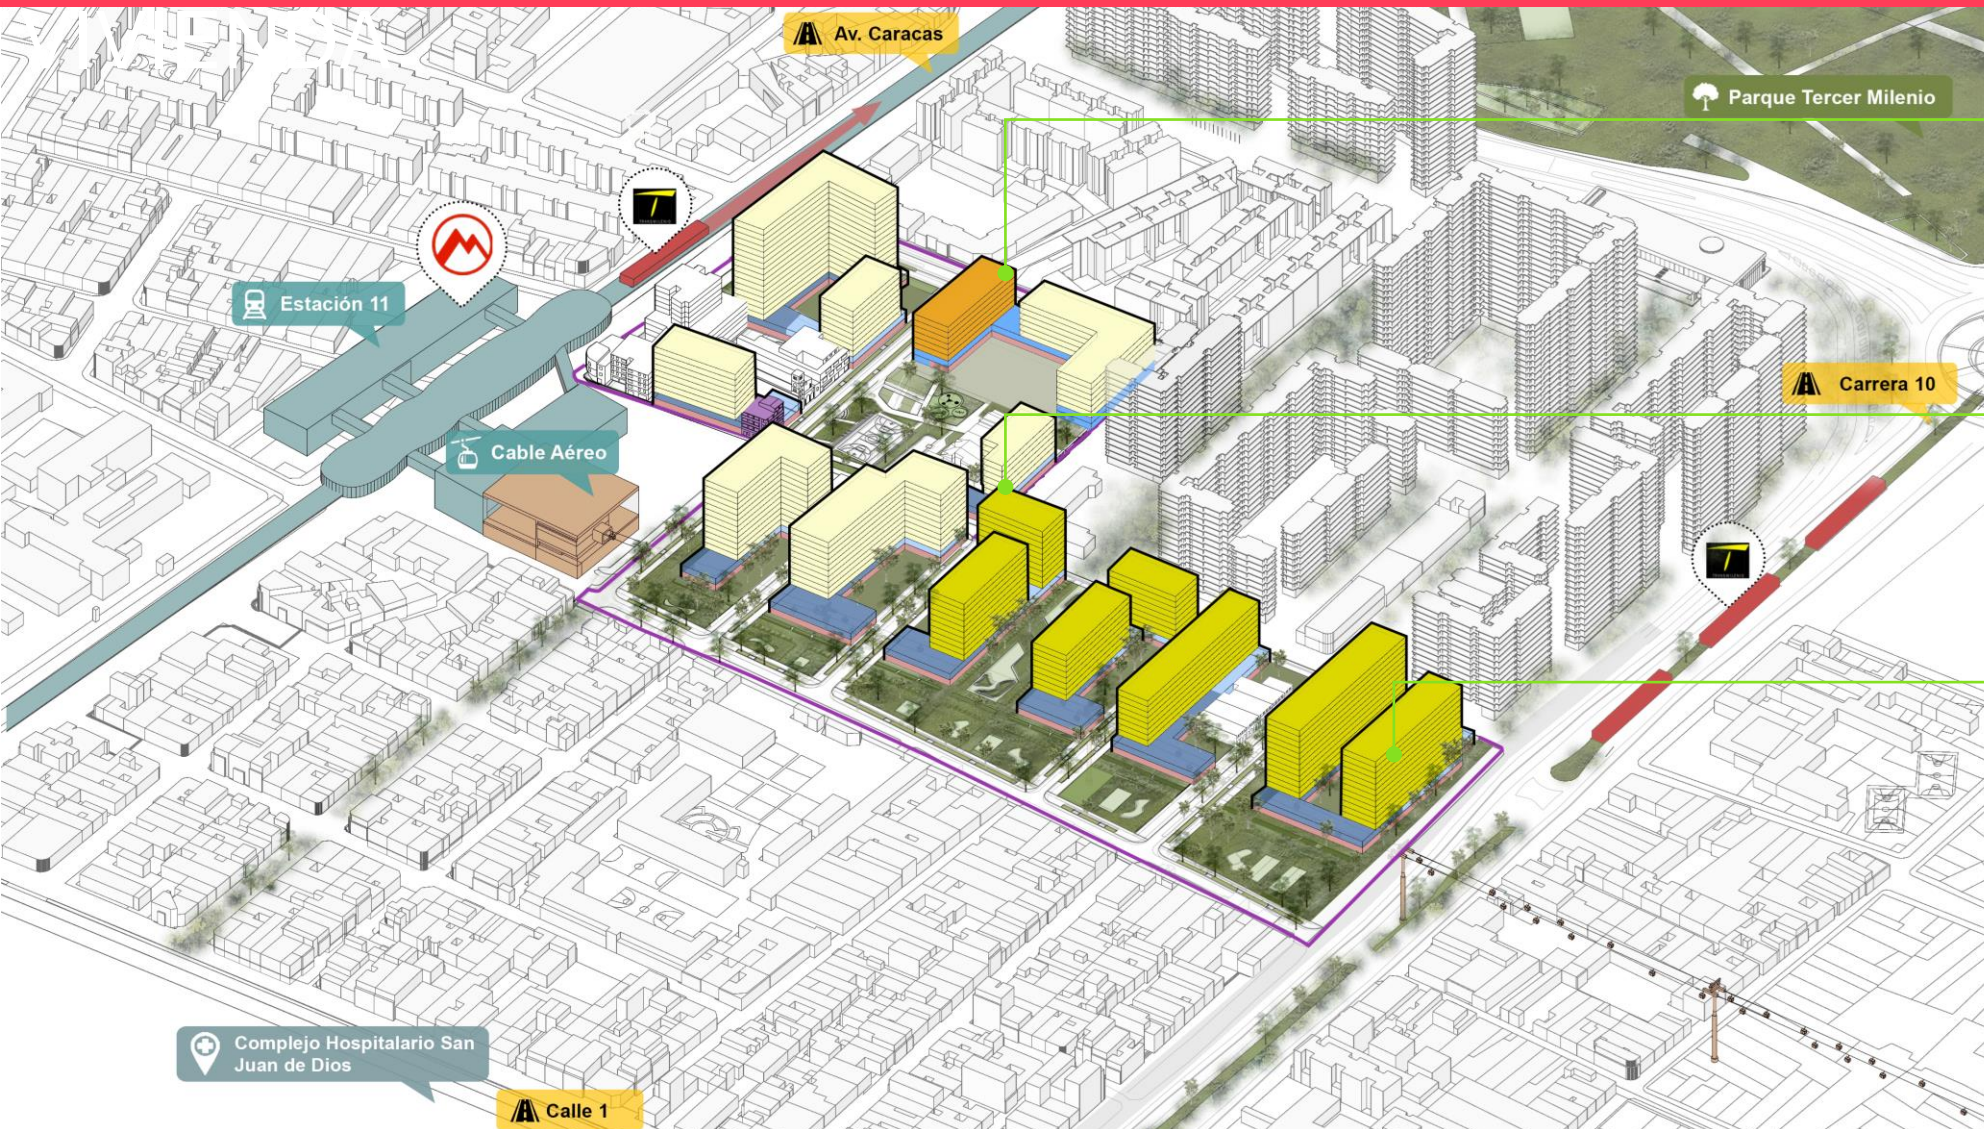 VIVIENDA
Av. Caracas
Parque Tercer Milenio
Estación 11
Carrera 10
Cable Aéreo
Complejo Hospitalario San
Juan de Dios
Calle 1